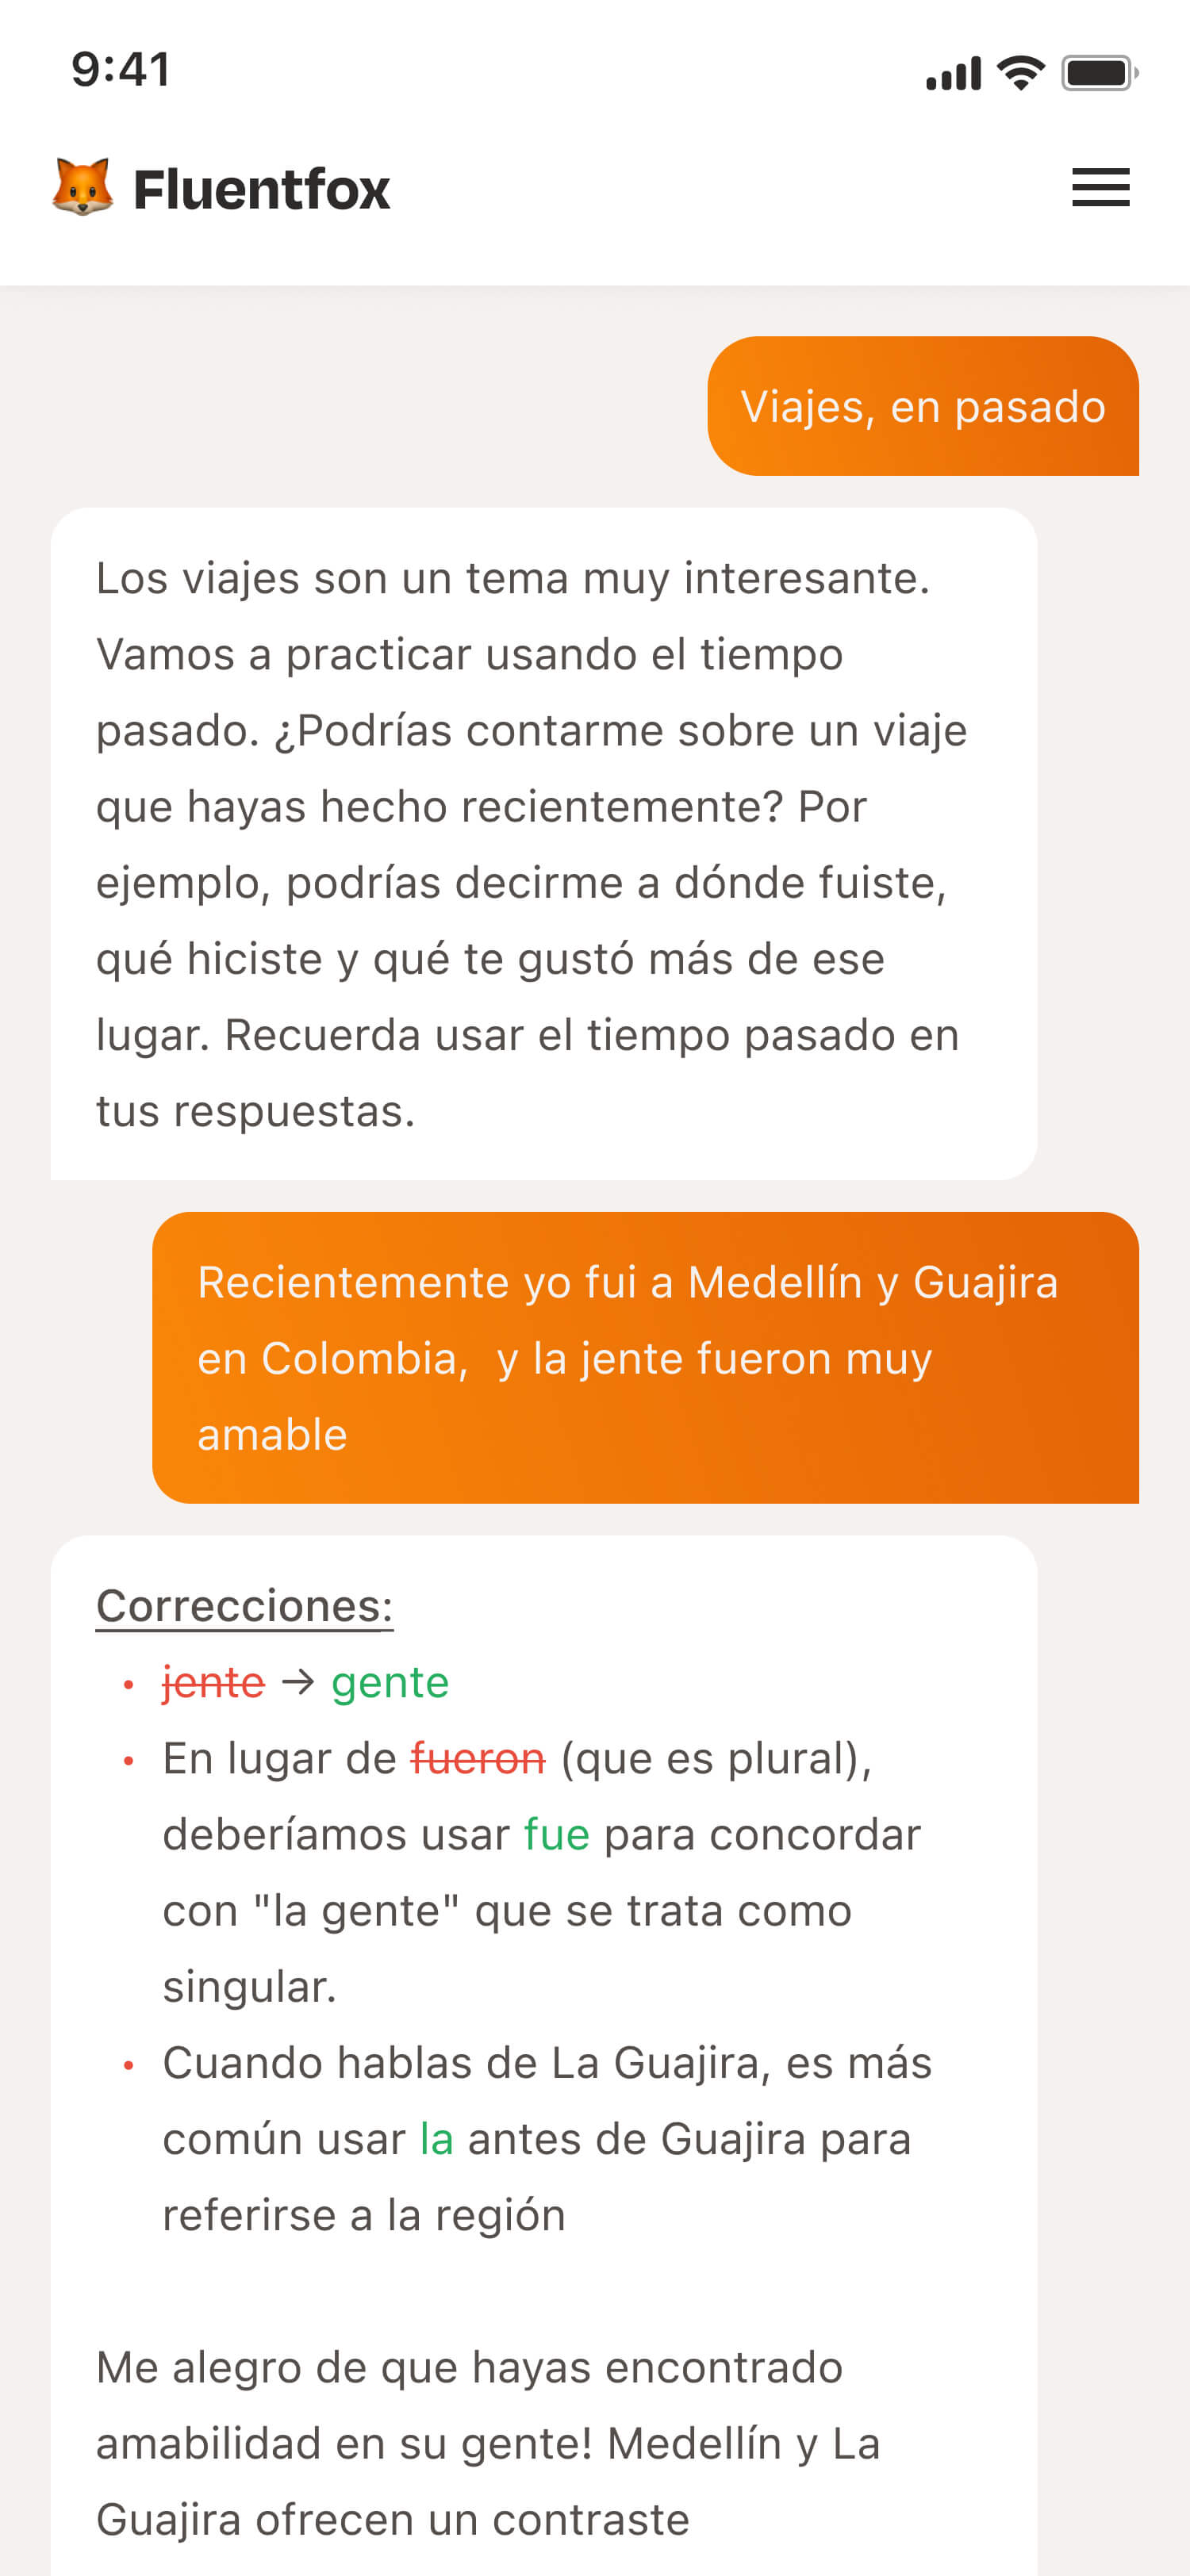 9:41
Fluentfox
Viajes, en pasado
Los viajes son un tema muy interesante.
Vamos a practicar usando el tiempo
pasado. ¿Podrías contarme sobre un viaje
que hayas hecho recientemente? Por
ejemplo, podrías decirme a dónde fuiste,
qué hiciste y qué te gustó más de ese
lugar. Recuerda usar el tiempo pasado en
tus respuestas.
Recientemente yo fui a Medellín y Guajira
en Colombia,  y la jente fueron muy
amable
Correcciones:
• jente → gente
• En lugar de fueron (que es plural),
deberíamos usar fue para concordar
con "la gente" que se trata como
singular.
• Cuando hablas de La Guajira, es más
común usar la antes de Guajira para
referirse a la región
Me alegro de que hayas encontrado
amabilidad en su gente! Medellín y La
Guajira ofrecen un contraste